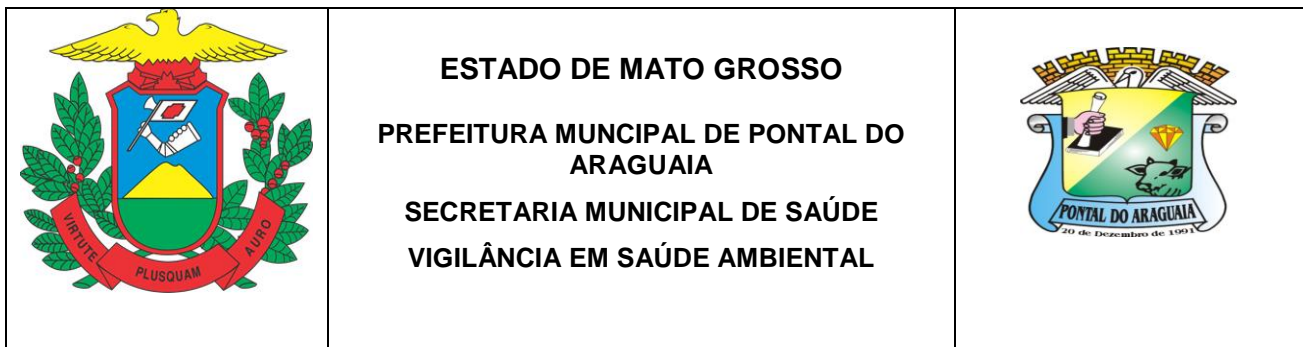 VIRTUTE
PLUSQUAM
AURO
ESTADO DE MATO GROSSO
PREFEITURA MUNCIPAL DE PONTAL DO
ARAGUAIA
SECRETARIA MUNICIPAL DE SAÚDE
VIGILÂNCIA EM SAÚDE AMBIENTAL
PONTAL DO ARAGUAIA
20 de Dezembro de 1991